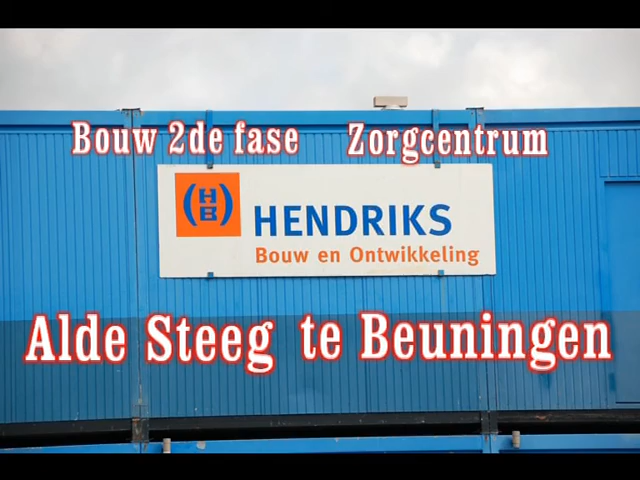 Bouw 2de fase Zorgcentrum
(HB) HENDRIKS
Bouw en Ontwikkeling
Alde Steeg te Beuningen